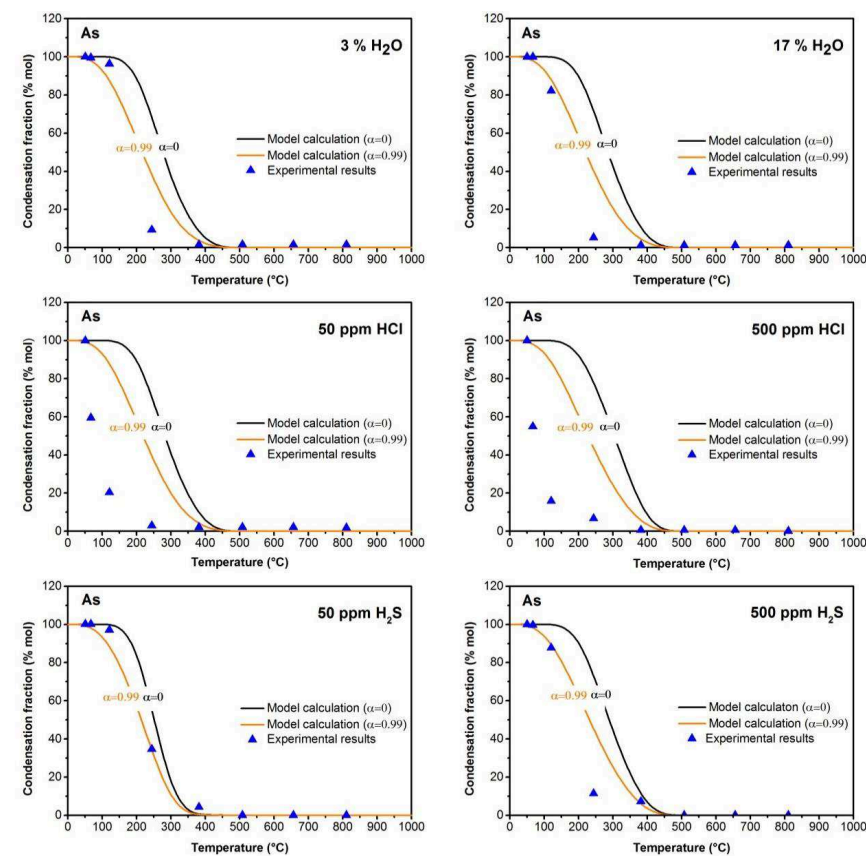 As
3 % H₂O
Condensation fraction (% mol)
120
100
80
60
40
20
0
α=0.99 α=0
Model calculation (α=0)
Model calculation (α=0.99)
Experimental results
0 100 200 300 400 500 600 700 800 900 1000
Temperature (°C)
As
17 % H₂O
Condensation fraction (% mol)
120
100
80
60
40
20
0
α=0.99 α=0
Model calculation (α=0)
Model calculation (α=0.99)
Experimental results
0 100 200 300 400 500 600 700 800 900 1000
Temperature (°C)
As
50 ppm HCl
Condensation fraction (% mol)
120
100
80
60
40
20
0
α=0.99 α=0
Model calculation (α=0)
Model calculation (α=0.99)
Experimental results
0 100 200 300 400 500 600 700 800 900 1000
Temperature (°C)
As
500 ppm HCl
Condensation fraction (% mol)
120
100
80
60
40
20
0
α=0.99 α=0
Model calculation (α=0)
Model calculation (α=0.99)
Experimental results
0 100 200 300 400 500 600 700 800 900 1000
Temperature (°C)
As
50 ppm H₂S
Condensation fraction (% mol)
120
100
80
60
40
20
0
α=0.99 α=0
Model calculation (α=0)
Model calculation (α=0.99)
Experimental results
0 100 200 300 400 500 600 700 800 900 1000
Temperature (°C)
As
500 ppm H₂S
Condensation fraction (% mol)
120
100
80
60
40
20
0
α=0.99 α=0
Model calculaton (α=0)
Model calculation (α=0.99)
Experimental results
0 100 200 300 400 500 600 700 800 900 1000
Temperature (°C)